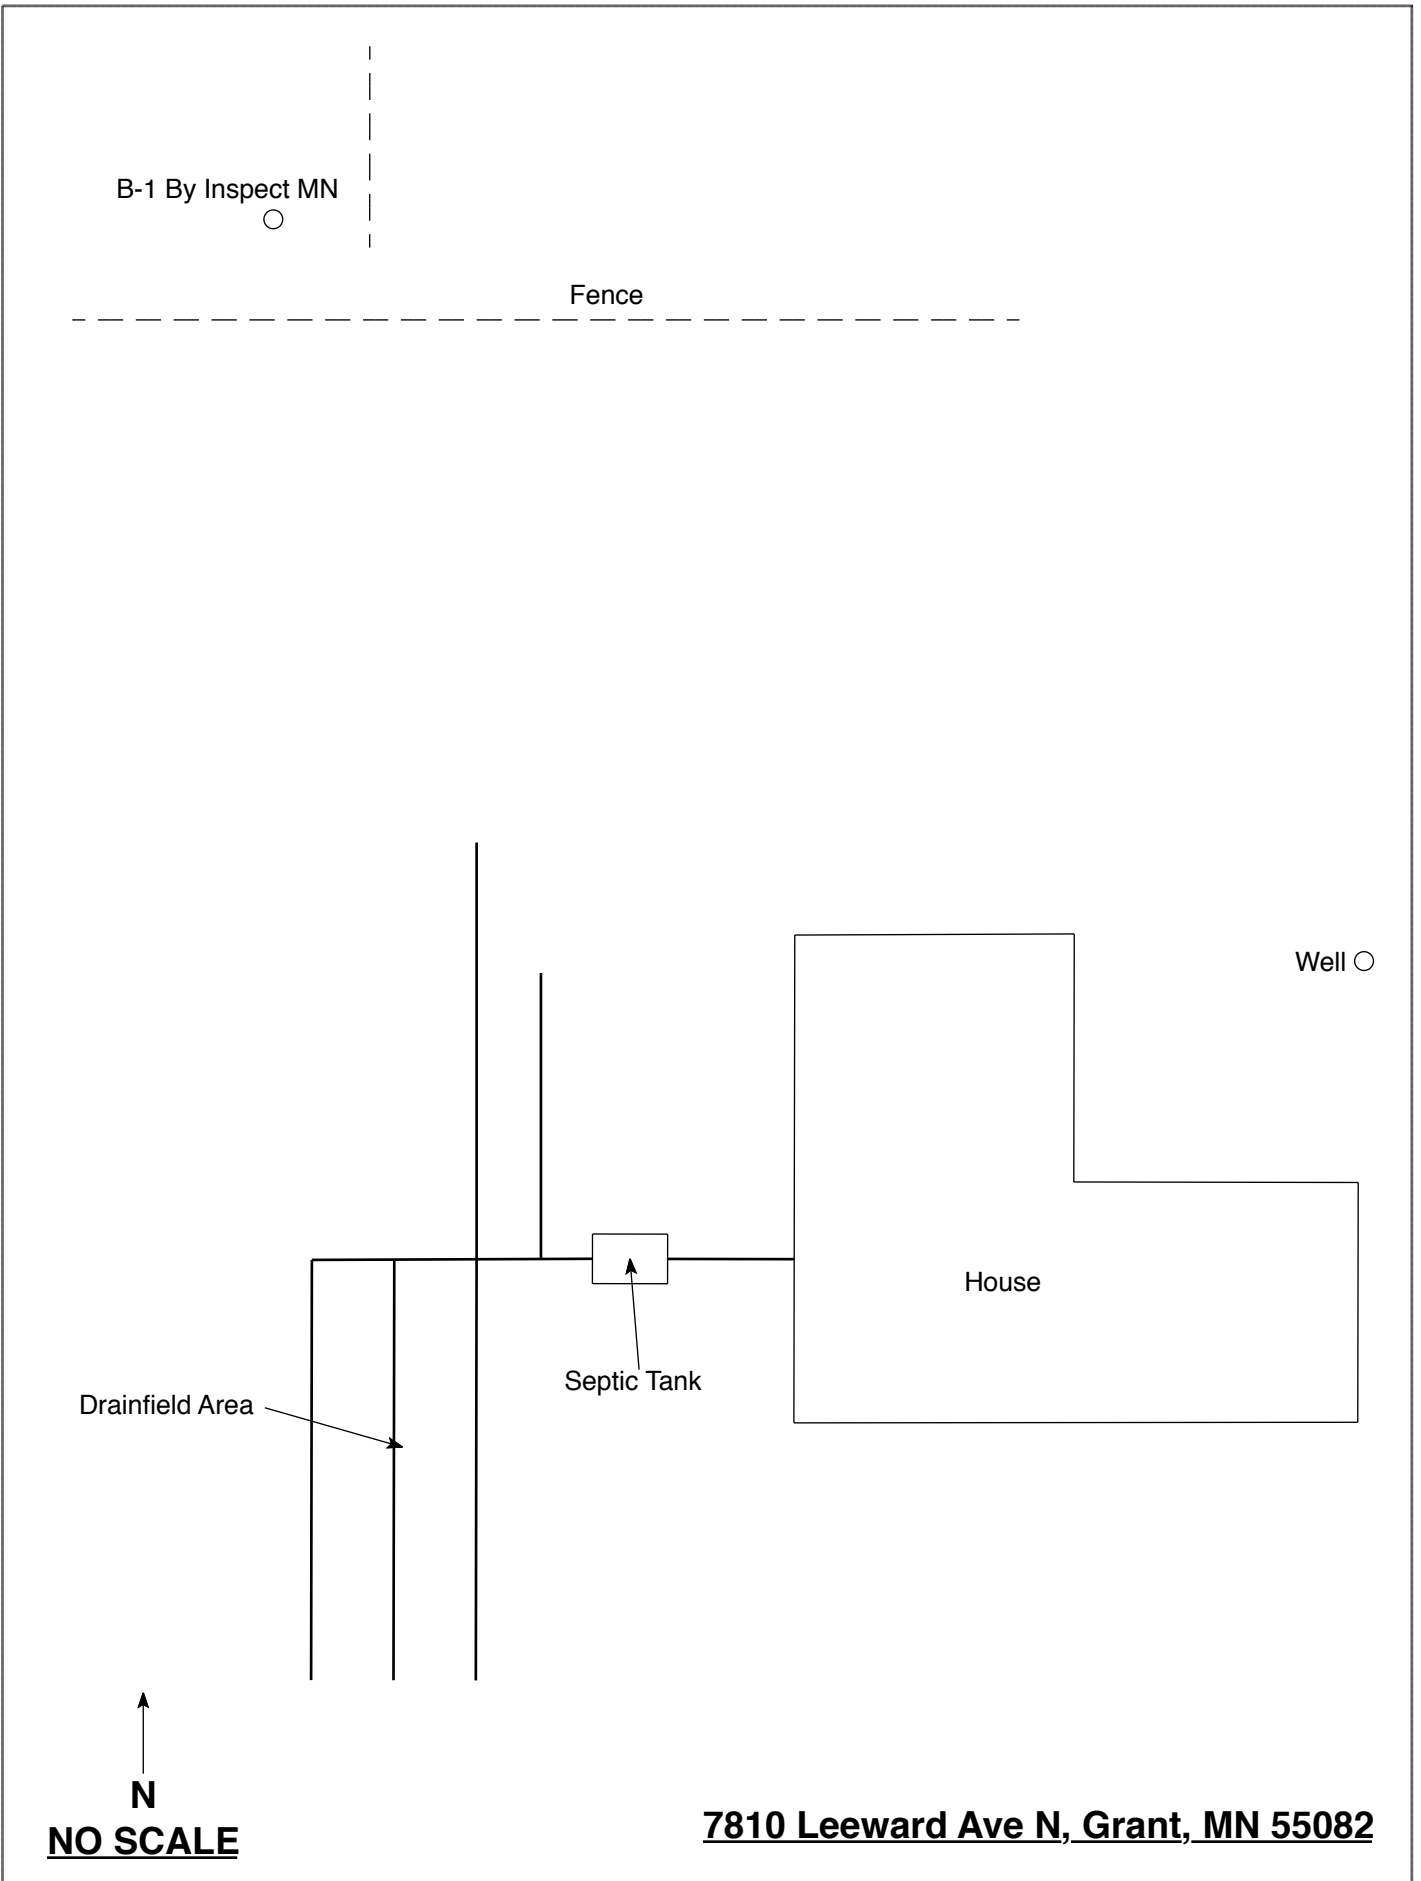 B-1 By Inspect MN
Fence
Well
House
Septic Tank
Drainfield Area
N
NO SCALE
7810 Leeward Ave N, Grant, MN 55082